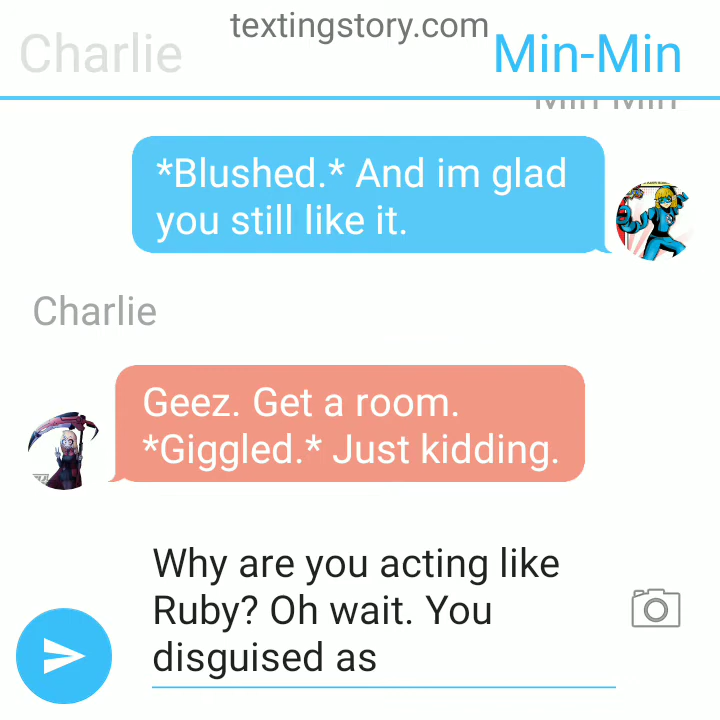 textingstory.com
Charlie
Min-Min
*Blushed.* And im glad
you still like it.
Charlie
Geez. Get a room.
*Giggled.* Just kidding.
Why are you acting like
Ruby? Oh wait. You
disguised as